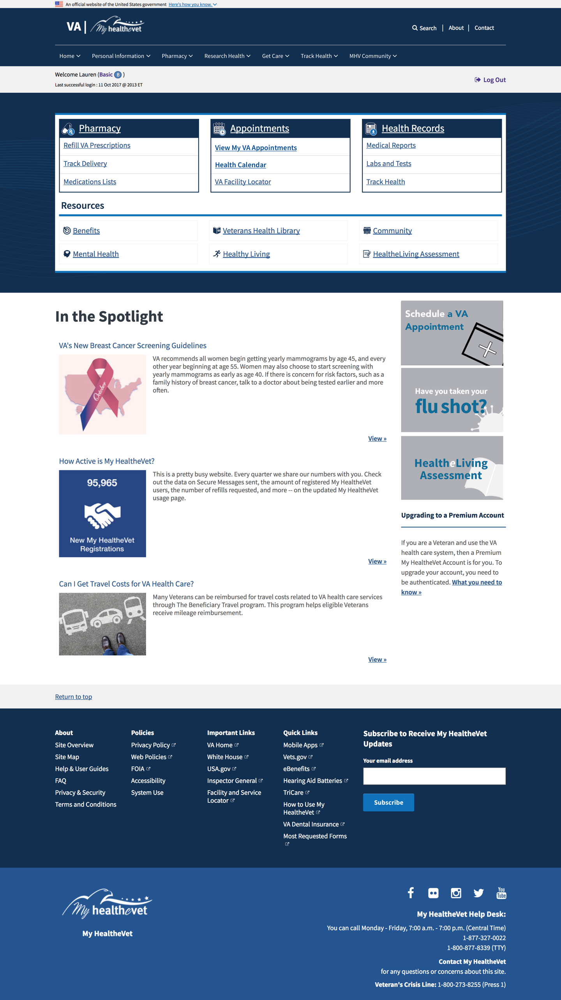 An official website of the United States government Here's how you know.
VA | My healthevet
Search | About | Contact
Home Personal Information Pharmacy Research Health Get Care Track Health MHV Community
Welcome Lauren (Basic B )
Last successful login : 11 Oct 2017 @ 2013 ET
Log Out
Pharmacy
Refill VA Prescriptions
Track Delivery
Medications Lists
Appointments
View My VA Appointments
Health Calendar
VA Facility Locator
Health Records
Medical Reports
Labs and Tests
Track Health
Resources
Benefits
Veterans Health Library
Community
Mental Health
Healthy Living
HealtheLiving Assessment
In the Spotlight
VA's New Breast Cancer Screening Guidelines
October
VA recommends all women begin getting yearly mammograms by age 45, and every
other year beginning at age 55. Women may also choose to start screening with
yearly mammograms as early as age 40. If there is concern for risk factors, such as a
family history of breast cancer, talk to a doctor about being tested earlier and more
often.
View »
How Active is My HealtheVet?
95,965
New My HealtheVet
Registrations
This is a pretty busy website. Every quarter we share our numbers with you. Check
out the data on Secure Messages sent, the amount of registered My HealtheVet
users, the number of refills requested, and more -- on the updated My HealtheVet
usage page.
View »
Can I Get Travel Costs for VA Health Care?
Many Veterans can be reimbursed for travel costs related to VA health care services
through The Beneficiary Travel program. This program helps eligible Veterans
receive mileage reimbursement.
View »
Schedule a VA
Appointment
Have you taken your
flu shot?
HealtheLiving
Assessment
Upgrading to a Premium Account
If you are a Veteran and use the VA
health care system, then a Premium
My HealtheVet Account is for you. To
upgrade your account, you need to
be authenticated. What you need to
know »
Return to top
About
Site Overview
Site Map
Help & User Guides
FAQ
Privacy & Security
Terms and Conditions
Policies
Privacy Policy
Web Policies
FOIA
Accessibility
System Use
Important Links
VA Home
White House
USA.gov
Inspector General
Facility and Service
Locator
Quick Links
Mobile Apps
Vets.gov
eBenefits
Hearing Aid Batteries
TriCare
How to Use My
HealtheVet
VA Dental Insurance
Most Requested Forms
Subscribe to Receive My HealtheVet
Updates
Your email address
Subscribe
My healthevet
My HealtheVet
You
Tube
My HealtheVet Help Desk:
You can call Monday - Friday, 7:00 a.m. - 7:00 p.m. (Central Time)
1-877-327-0022
1-800-877-8339 (TTY)
Contact My HealtheVet
for any questions or concerns about this site.
Veteran's Crisis Line: 1-800-273-8255 (Press 1)